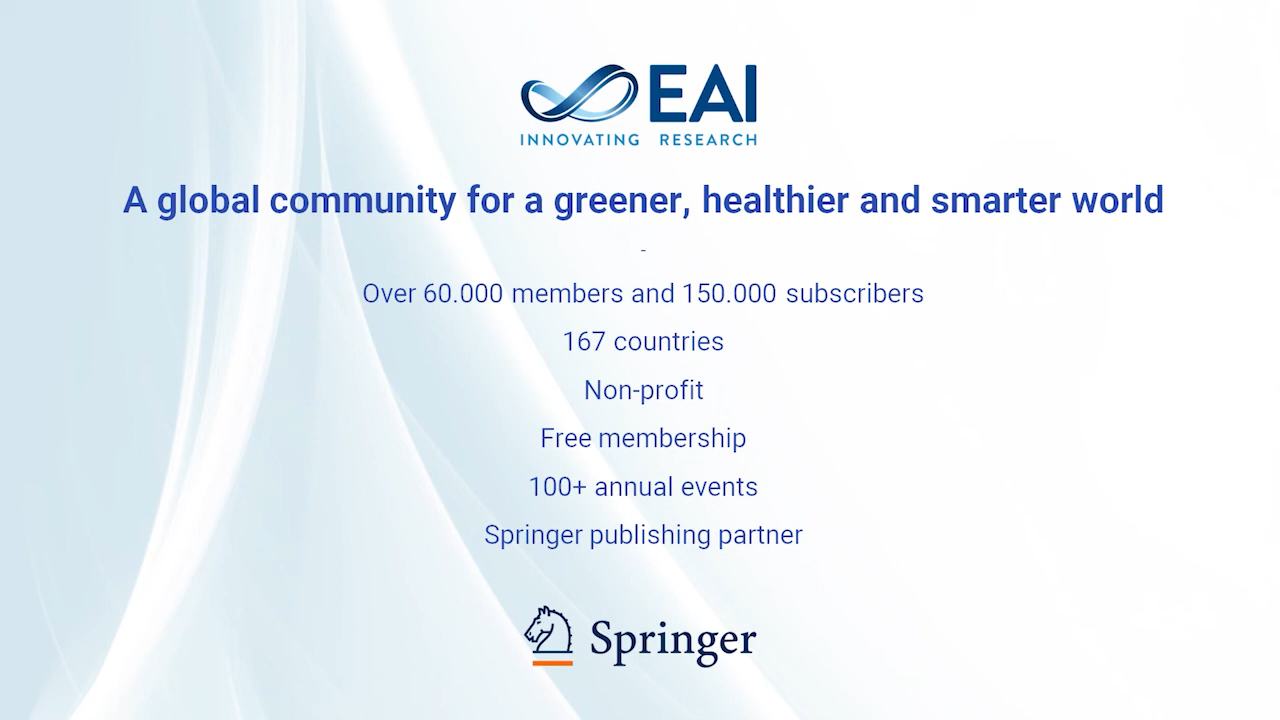 EAI
INNOVATING RESEARCH
A global community for a greener, healthier and smarter world
-
Over 60.000 members and 150.000 subscribers
167 countries
Non-profit
Free membership
100+ annual events
Springer publishing partner
Springer